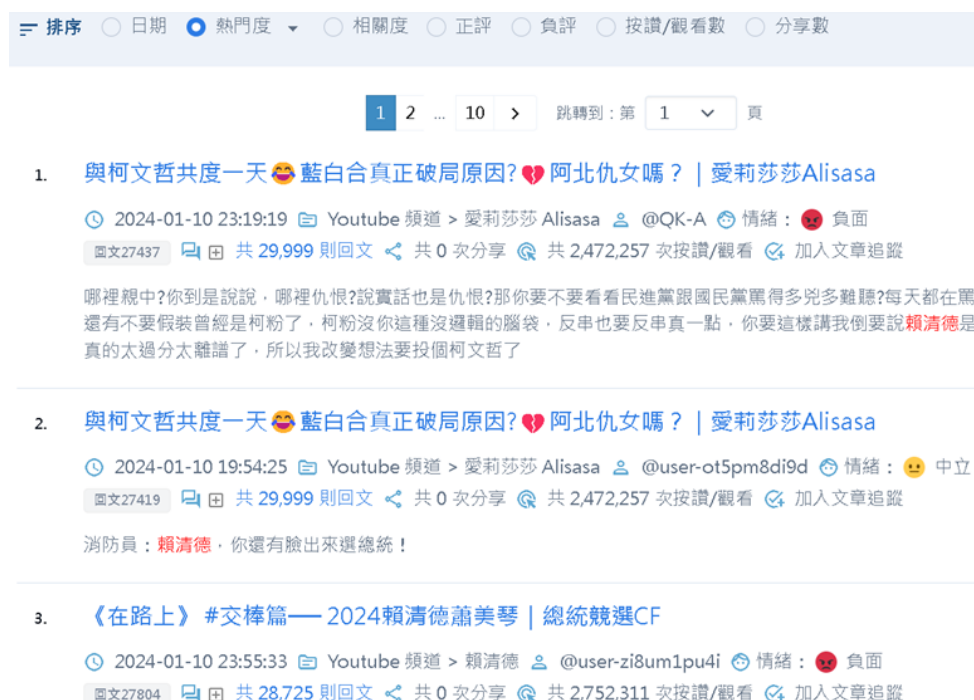 排序 日期 熱門度 相關度 正評 負評 按讚/觀看數 分享數
1 2 ... 10 > 跳轉到:第 1 頁
1. 與柯文哲共度一天😂藍白合真正破局原因?💔阿北仇女嗎?|愛莉莎莎Alisasa
2024-01-10 23:19:19 Youtube 頻道 > 愛莉莎莎 Alisasa @QK-A 情緒: 😡 負面
回文27437 共 29,999 則回文 共 0 次分享 共 2,472,257 次按讚/觀看 加入文章追蹤
哪裡親中?你到是說說,哪裡仇恨?說實話也是仇恨?那你要不要看看民進黨跟國民黨罵得多兇多難聽?每天都在罵
還有不要假裝曾經是柯粉了,柯粉沒你這種沒邏輯的腦袋,反串也要反串真一點,你要這樣講我倒要說賴清德是
真的太過分太離譜了,所以我改變想法要投個柯文哲了
2. 與柯文哲共度一天😂藍白合真正破局原因?💔阿北仇女嗎?|愛莉莎莎Alisasa
2024-01-10 19:54:25 Youtube 頻道 > 愛莉莎莎 Alisasa @user-ot5pm8di9d 情緒: 😐 中立
回文27419 共 29,999 則回文 共 0 次分享 共 2,472,257 次按讚/觀看 加入文章追蹤
消防員:賴清德,你還有臉出來選總統!
3. 《在路上》 #交棒篇── 2024賴清德蕭美琴|總統競選CF
2024-01-10 23:55:33 Youtube 頻道 > 賴清德 @user-zi8um1pu4i 情緒: 😡 負面
回文27804 共 28,725 則回文 共 0 次分享 共 2,752,311 次按讚/觀看 加入文章追蹤